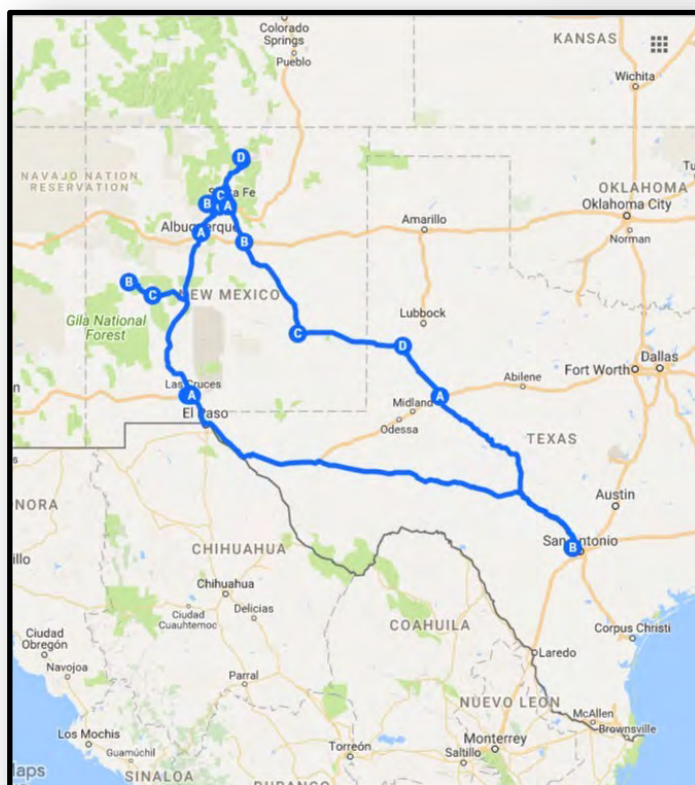 Colorado
Springs
Pueblo
KANSAS
Wichita
D
NAVAJO NATION
RESERVATION
C
Fe
B
A
Albuquerque
A
B
Amarillo
OKLAHOMA
Oklahoma City
Norman
B
C
NEW MEXICO
Gila National
Forest
C
Lubbock
D
Las Cruces
A
El Paso
Midland
Odessa
A
Abilene
Fort Worth
Dallas
TEXAS
Austin
San Antonio
B
CHIHUAHUA
Chihuahua
Ciudad
Cuauhtemoc
Delicias
COAHUILA
Corpus Christi
Ciudad
Obregón
Navojoa
Parral
Laredo
NUEVO LEON
McAllen
Brownsville
Los Mochis
Guamúchil
Torreón
Monterrey
Saltillo
SINALOA